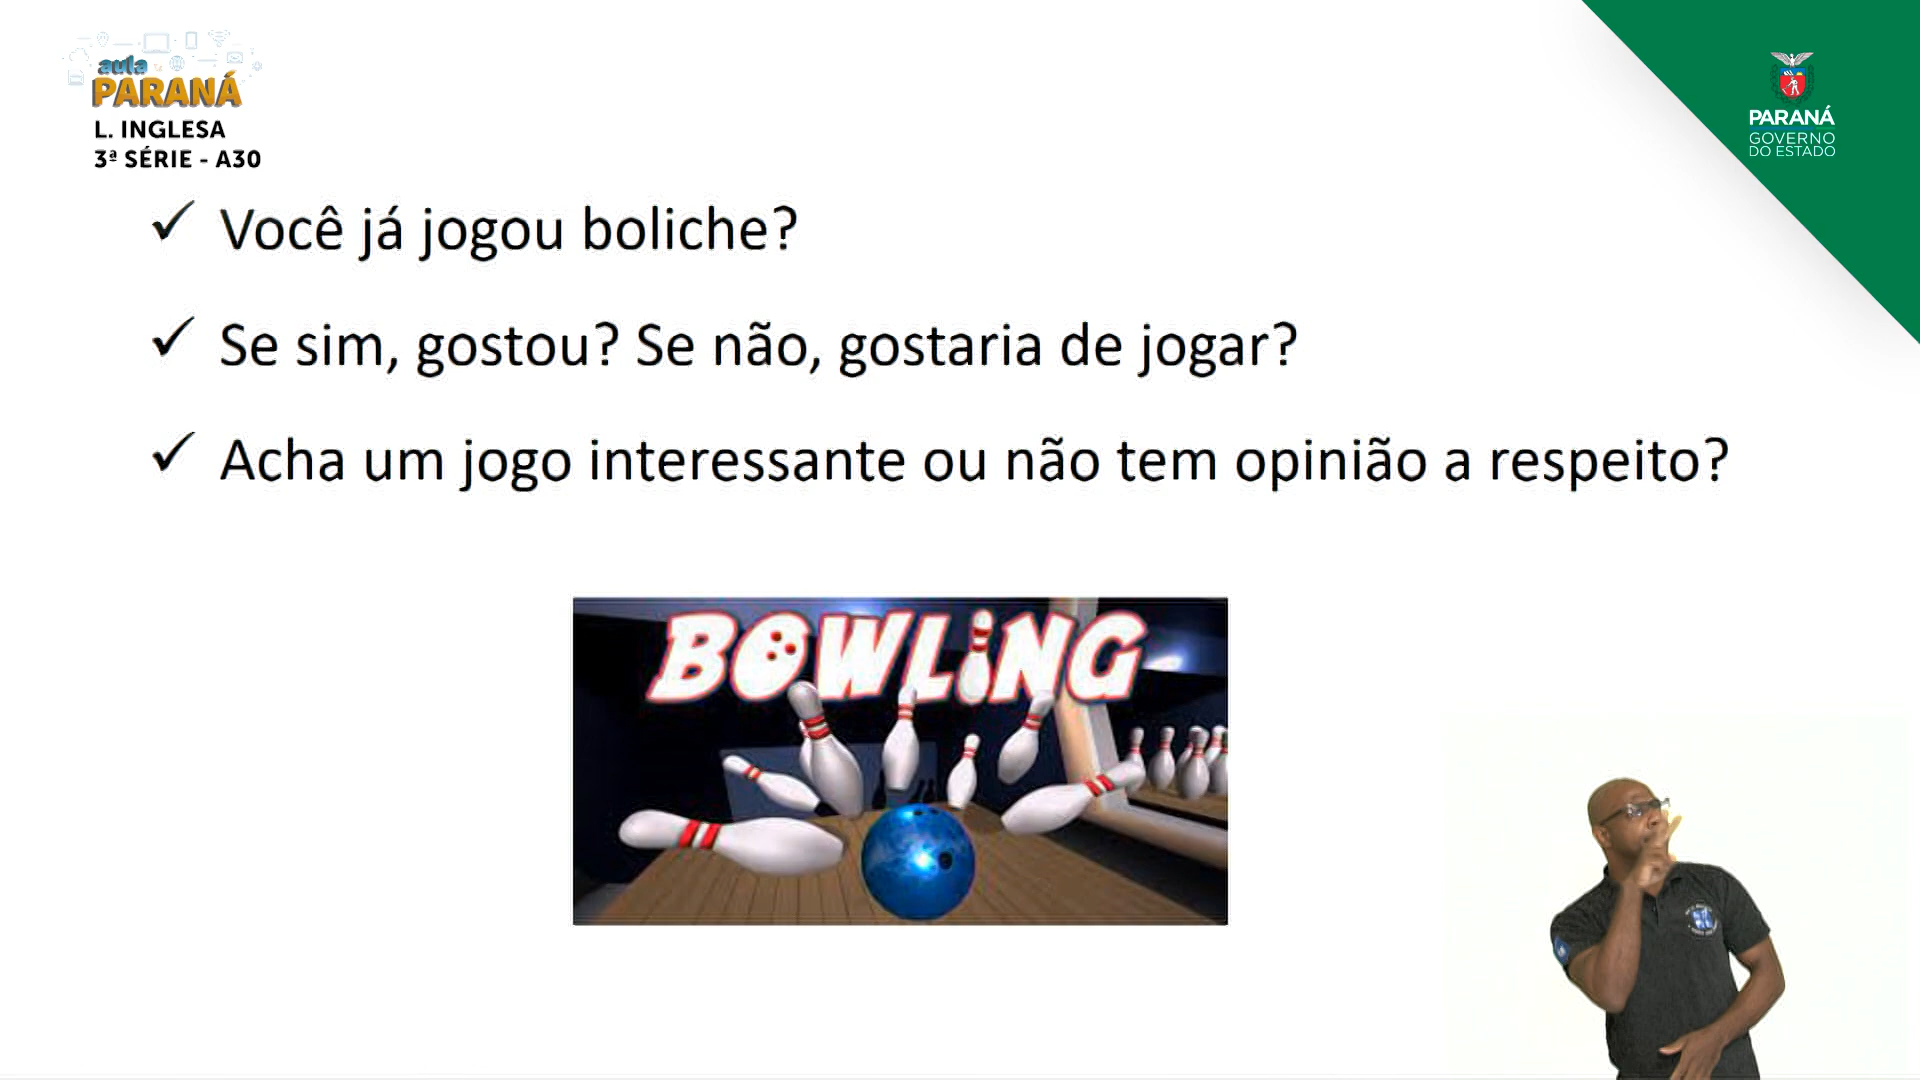 aula
PARANÁ
L. INGLESA
3ª SÉRIE - A30
PARANÁ
GOVERNO
DO ESTADO
Você já jogou boliche?
Se sim, gostou? Se não, gostaria de jogar?
Acha um jogo interessante ou não tem opinião a respeito?
BOWLING